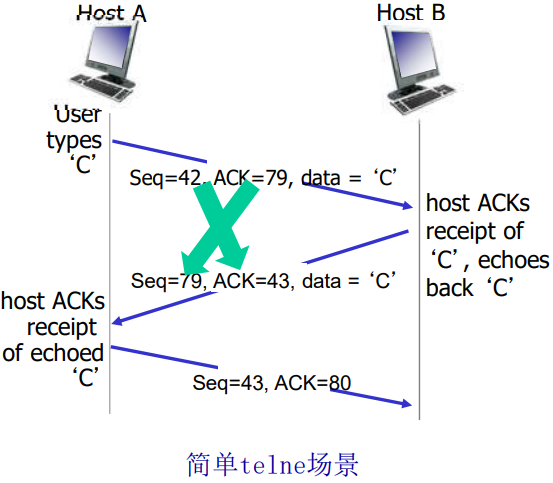 Host A
Host B
User
types
‘C’
Seq=42, ACK=79, data = ‘C’
host ACKs
receipt of
‘C’, echoes
back ‘C’
Seq=79, ACK=43, data = ‘C’
host ACKs
receipt
of echoed
‘C’
Seq=43, ACK=80
简单telne场景